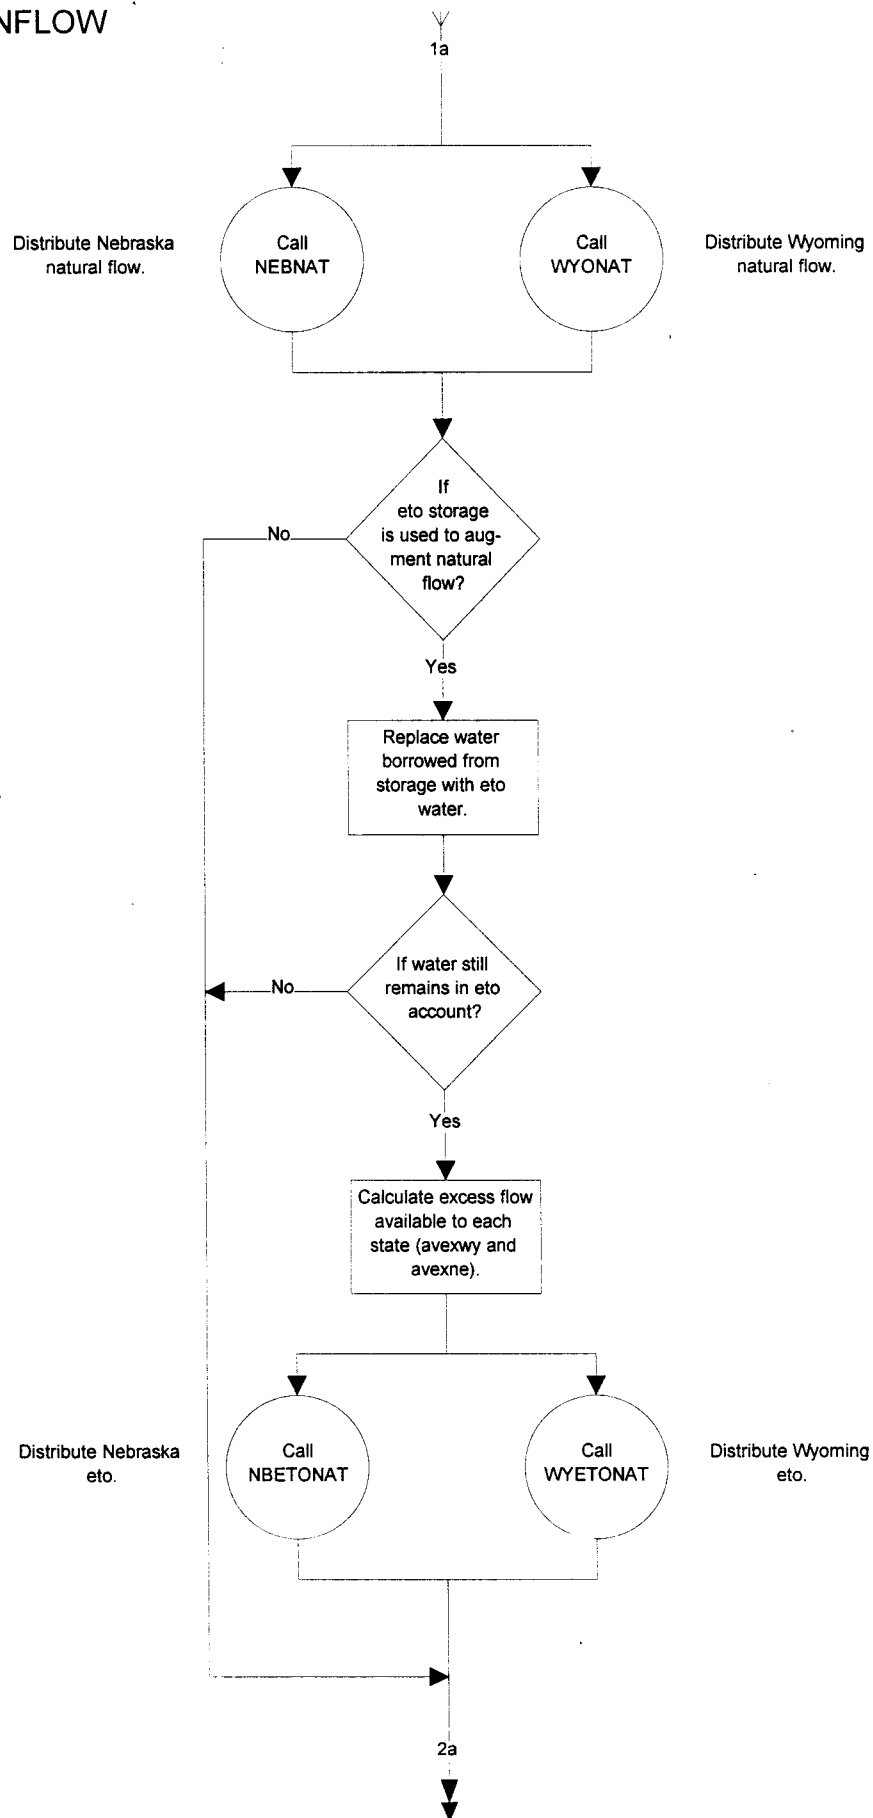 NFLOW
1a
Distribute Nebraska
natural flow.
Call
NEBNAT
Call
WYONAT
Distribute Wyoming
natural flow.
If
eto storage
is used to aug-
ment natural
flow?
No
Yes
Replace water
borrowed from
storage with eto
water.
If water still
remains in eto
account?
No
Yes
Calculate excess flow
available to each
state (avexwy and
avexne).
Distribute Nebraska
eto.
Call
NBETONAT
Call
WYETONAT
Distribute Wyoming
eto.
2a